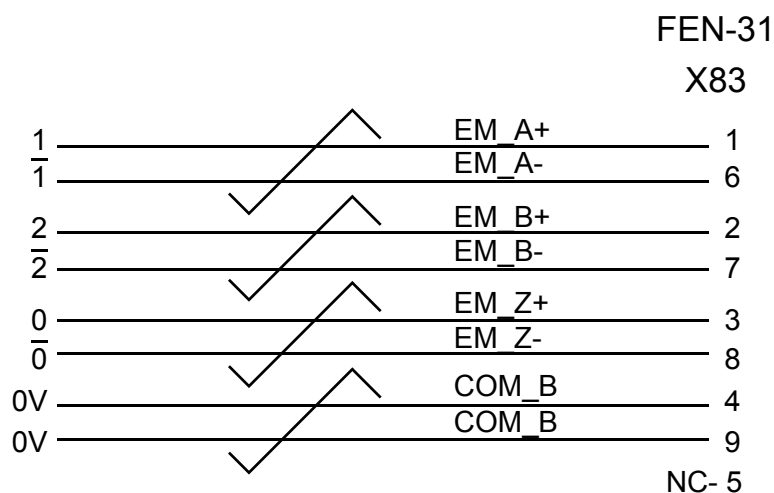 FEN-31
X83
1 EM_A+ 1
1̅ EM_A- 6
2 EM_B+ 2
2̅ EM_B- 7
0 EM_Z+ 3
0̅ EM_Z- 8
0V COM_B 4
0V COM_B 9
NC- 5